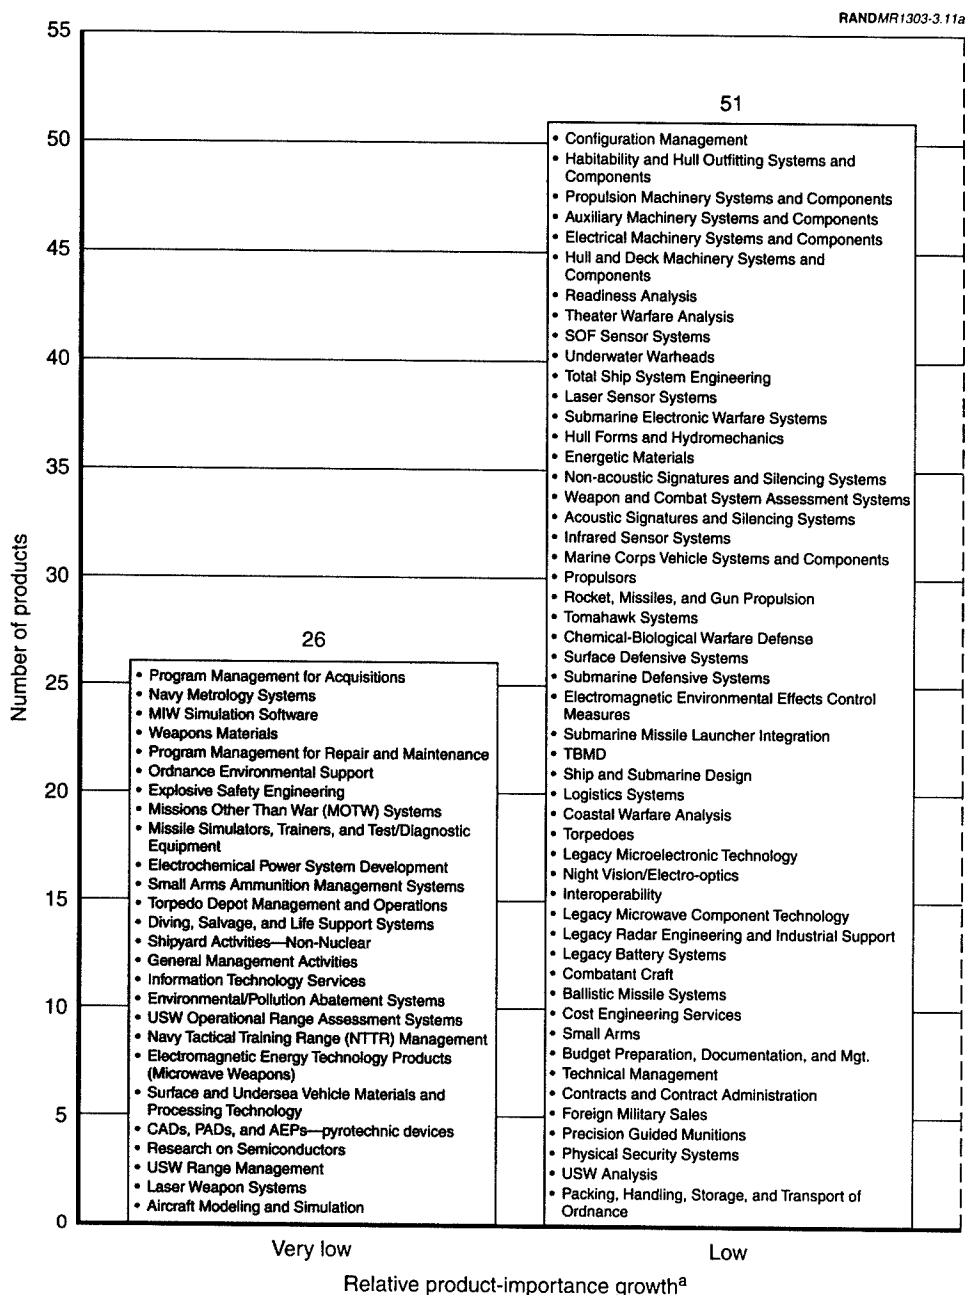 RANDMR1303-3.11a
55
50
45
40
35
30
25
20
15
10
5
0
Number of products
26
• Program Management for Acquisitions
• Navy Metrology Systems
• MIW Simulation Software
• Weapons Materials
• Program Management for Repair and Maintenance
• Ordnance Environmental Support
• Explosive Safety Engineering
• Missions Other Than War (MOTW) Systems
• Missile Simulators, Trainers, and Test/Diagnostic
Equipment
• Electrochemical Power System Development
• Small Arms Ammunition Management Systems
• Torpedo Depot Management and Operations
• Diving, Salvage, and Life Support Systems
• Shipyard Activities—Non-Nuclear
• General Management Activities
• Information Technology Services
• Environmental/Pollution Abatement Systems
• USW Operational Range Assessment Systems
• Navy Tactical Training Range (NTTR) Management
• Electromagnetic Energy Technology Products
(Microwave Weapons)
• Surface and Undersea Vehicle Materials and
Processing Technology
• CADs, PADs, and AEPs—pyrotechnic devices
• Research on Semiconductors
• USW Range Management
• Laser Weapon Systems
• Aircraft Modeling and Simulation
51
• Configuration Management
• Habitability and Hull Outfitting Systems and
Components
• Propulsion Machinery Systems and Components
• Auxiliary Machinery Systems and Components
• Electrical Machinery Systems and Components
• Hull and Deck Machinery Systems and
Components
• Readiness Analysis
• Theater Warfare Analysis
• SOF Sensor Systems
• Underwater Warheads
• Total Ship System Engineering
• Laser Sensor Systems
• Submarine Electronic Warfare Systems
• Hull Forms and Hydromechanics
• Energetic Materials
• Non-acoustic Signatures and Silencing Systems
• Weapon and Combat System Assessment Systems
• Acoustic Signatures and Silencing Systems
• Infrared Sensor Systems
• Marine Corps Vehicle Systems and Components
• Propulsors
• Rocket, Missiles, and Gun Propulsion
• Tomahawk Systems
• Chemical-Biological Warfare Defense
• Surface Defensive Systems
• Submarine Defensive Systems
• Electromagnetic Environmental Effects Control
Measures
• Submarine Missile Launcher Integration
• TBMD
• Ship and Submarine Design
• Logistics Systems
• Coastal Warfare Analysis
• Torpedoes
• Legacy Microelectronic Technology
• Night Vision/Electro-optics
• Interoperability
• Legacy Microwave Component Technology
• Legacy Radar Engineering and Industrial Support
• Legacy Battery Systems
• Combatant Craft
• Ballistic Missile Systems
• Cost Engineering Services
• Small Arms
• Budget Preparation, Documentation, and Mgt.
• Technical Management
• Contracts and Contract Administration
• Foreign Military Sales
• Precision Guided Munitions
• Physical Security Systems
• USW Analysis
• Packing, Handling, Storage, and Transport of
Ordnance
Very low
Low
Relative product-importance growthᵃ